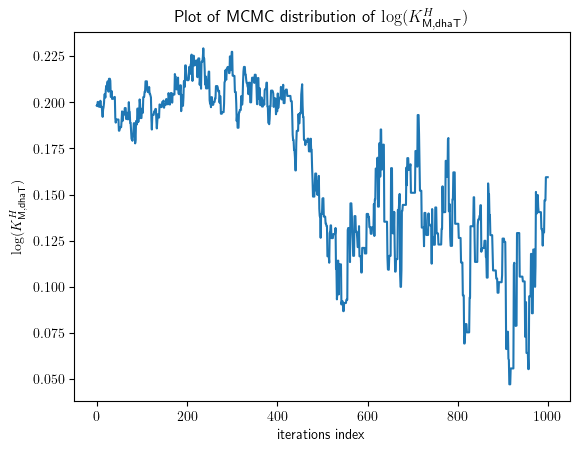 Plot of MCMC distribution of log(K^H_M,dhaT)
log(K^H_M,dhaT)
0.225
0.200
0.175
0.150
0.125
0.100
0.075
0.050
0 200 400 600 800 1000
iterations index